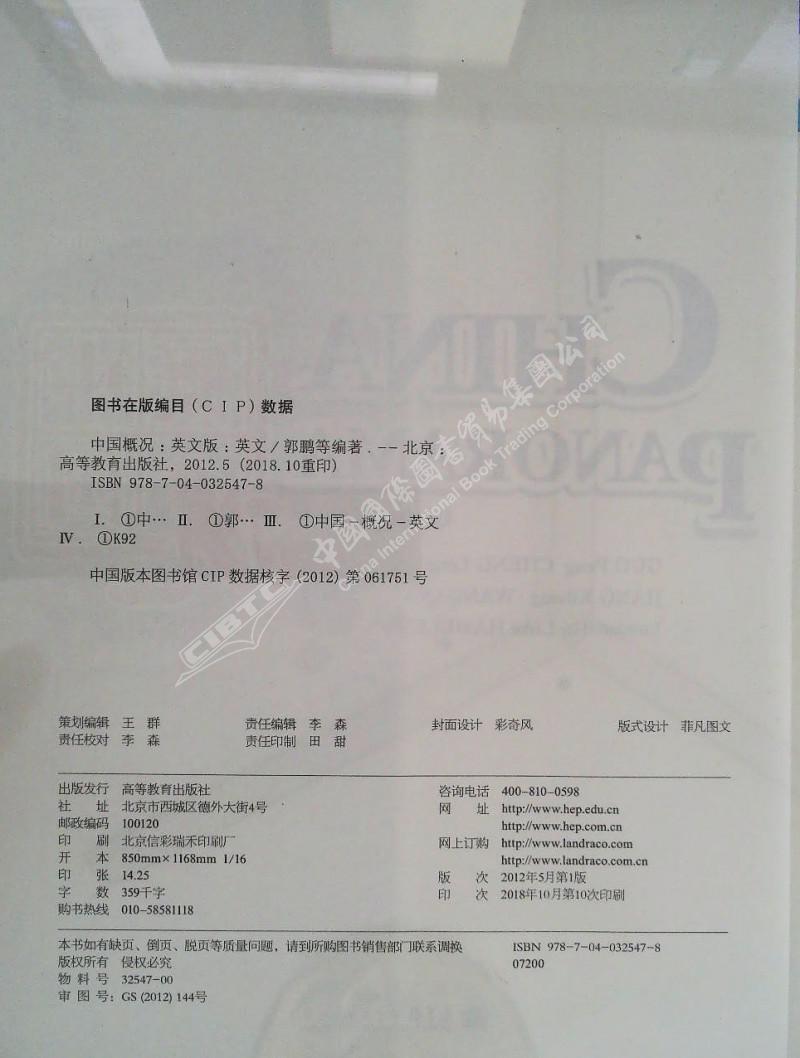 图书在版编目(CIP)数据
中国概况:英文版:英文/郭鹏等编著.--北京:
高等教育出版社,2012.5(2018.10重印)
ISBN 978-7-04-032547-8
Ⅰ.①中… Ⅱ.①郭… Ⅲ.①中国-概况-英文
Ⅳ.①K92
中国版本图书馆CIP数据核字(2012)第061751号
中國國際圖書貿易集團公司
China International Book Trading Corporation
CIBTC
策划编辑 王 群 责任编辑 李 森 封面设计 彩奇风 版式设计 菲凡图文
责任校对 李 森 责任印制 田 甜
出版发行 高等教育出版社 咨询电话 400-810-0598
社 址 北京市西城区德外大街4号 网 址 http://www.hep.edu.cn
邮政编码 100120 http://www.hep.com.cn
印 刷 北京信彩瑞禾印刷厂 网上订购 http://www.landraco.com
开 本 850mm×1168mm 1/16 http://www.landraco.com.cn
印 张 14.25 版 次 2012年5月第1版
字 数 359千字 印 次 2018年10月第10次印刷
购书热线 010-58581118
本书如有缺页、倒页、脱页等质量问题,请到所购图书销售部门联系调换 ISBN 978-7-04-032547-8
版权所有 侵权必究 07200
物 料 号 32547-00
审 图 号:GS(2012)144号